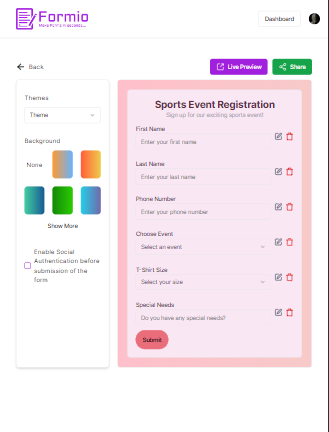 Formio
Make Forms in Seconds...
Dashboard
Back
Live Preview
Share
Themes
Theme
Background
None
Show More
Enable Social
Authentication before
submission of the
form
Sports Event Registration
Sign up for our exciting sports event!
First Name
Enter your first name
Last Name
Enter your last name
Phone Number
Enter your phone number
Choose Event
Select an event
T-Shirt Size
Select your size
Special Needs
Do you have any special needs?
Submit